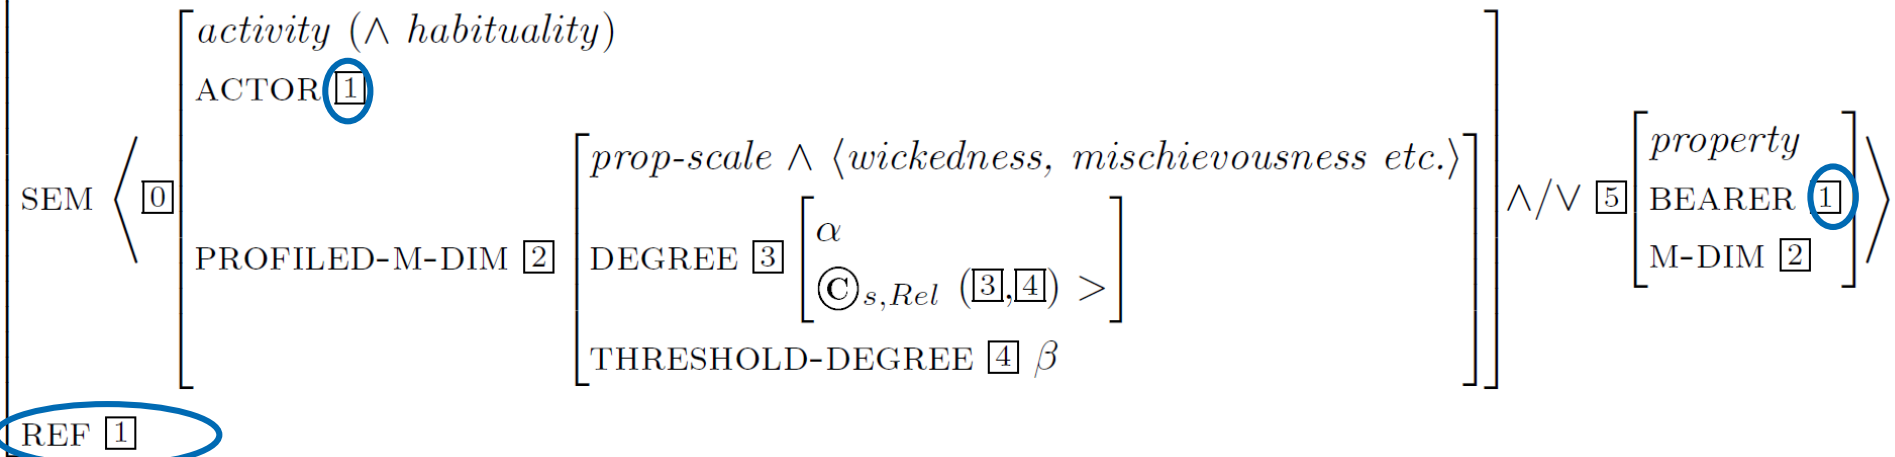 activity (∧ habituality)
ACTOR 1
prop-scale ∧ ⟨wickedness, mischievousness etc.⟩
SEM ⟨ 0 PROFILED-M-DIM 2 DEGREE 3 α
Ⓒs,Rel (3,4) >
THRESHOLD-DEGREE 4 β
∧/∨ 5 property
BEARER 1
M-DIM 2 ⟩
REF 1